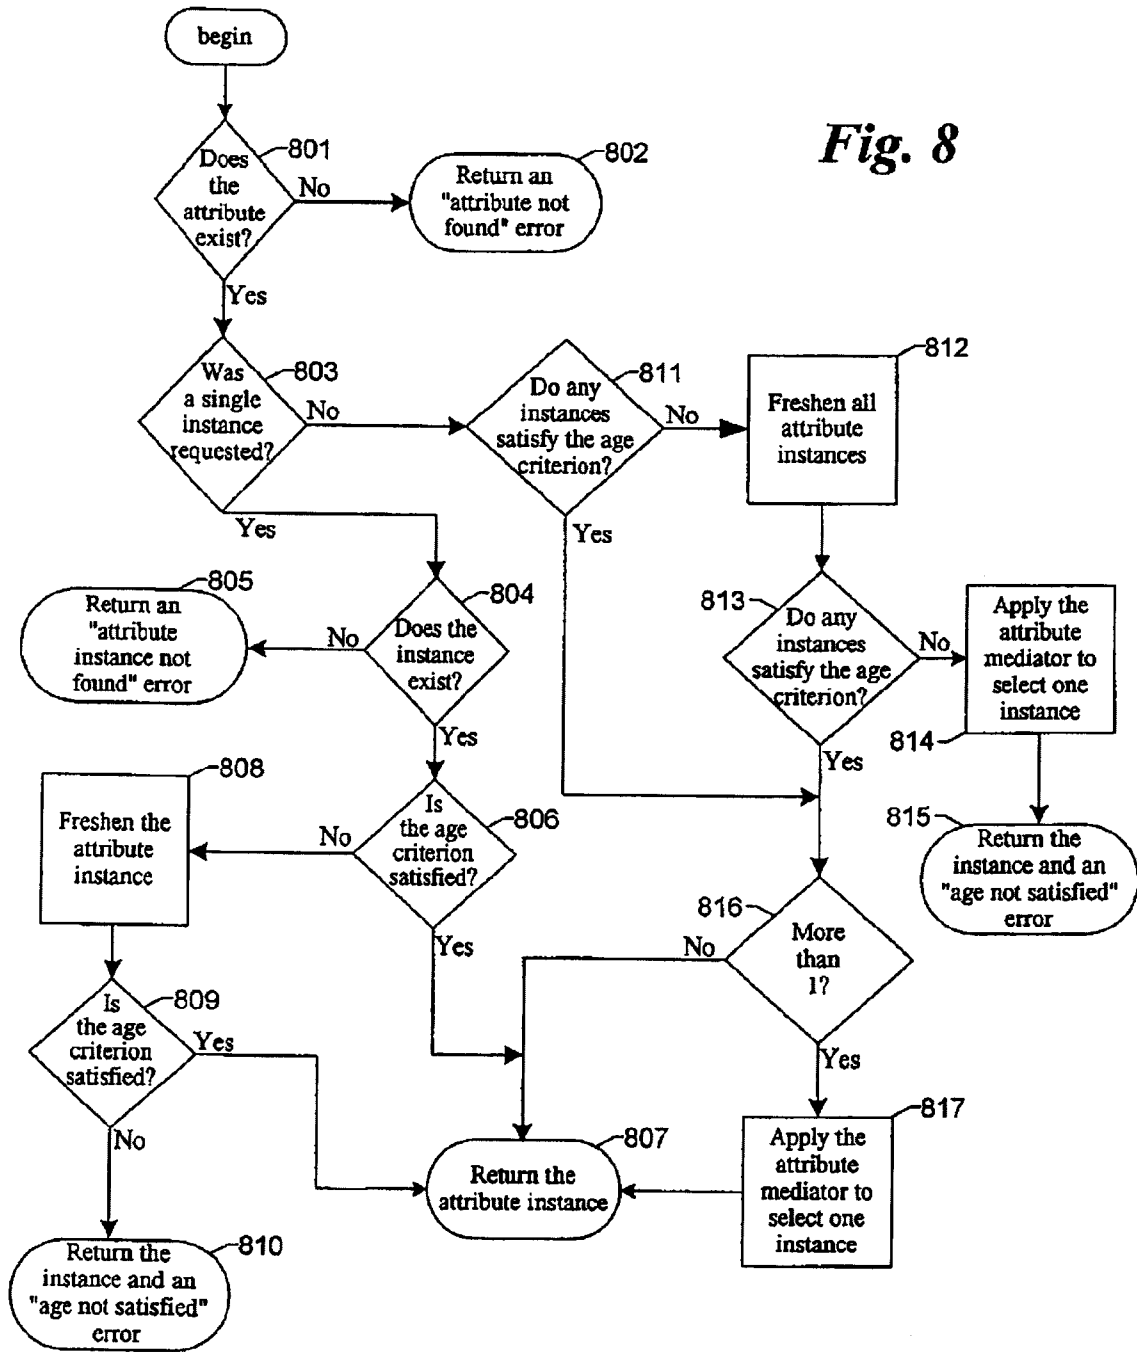 begin
Fig. 8
801
Does
the
attribute
exist?
No
802
Return an
"attribute not
found" error
Yes
803
Was
a single
instance
requested?
No
811
Do any
instances
satisfy the age
criterion?
No
812
Freshen all
attribute
instances
Yes
Yes
805
Return an
"attribute
instance not
found" error
No
804
Does the
instance
exist?
813
Do any
instances
satisfy the age
criterion?
No
Apply the
attribute
mediator to
select one
instance
814
Yes
Yes
808
Freshen the
attribute
instance
No
806
Is
the age
criterion
satisfied?
815
Return the
instance and an
"age not satisfied"
error
Yes
816
More
than
1?
No
Yes
809
Is
the age
criterion
satisfied?
Yes
No
807
Return the
attribute instance
817
Apply the
attribute
mediator to
select one
instance
810
Return the
instance and an
"age not satisfied"
error